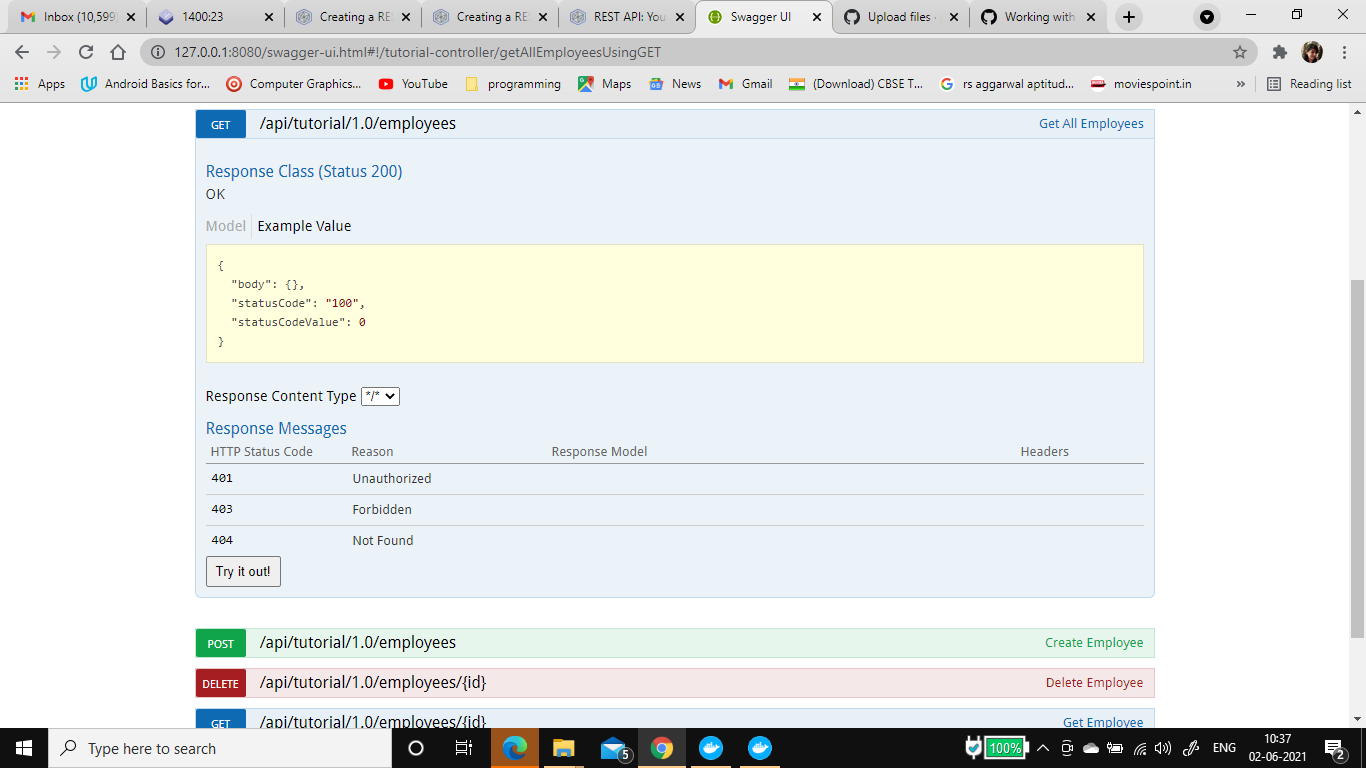 Inbox (10,599
1400:23
Creating a RE
Creating a RE
REST API: You
Swagger UI
Upload files
Working with
127.0.0.1:8080/swagger-ui.html#!/tutorial-controller/getAllEmployeesUsingGET
Apps
Android Basics for...
Computer Graphics...
YouTube
programming
Maps
News
Gmail
(Download) CBSE T...
rs aggarwal aptitud...
moviespoint.in
»
Reading list
GET /api/tutorial/1.0/employees Get All Employees
Response Class (Status 200)
OK
Model Example Value
{
"body": {},
"statusCode": "100",
"statusCodeValue": 0
}
Response Content Type */*
Response Messages
HTTP Status Code Reason Response Model Headers
401 Unauthorized
403 Forbidden
404 Not Found
Try it out!
POST /api/tutorial/1.0/employees Create Employee
DELETE /api/tutorial/1.0/employees/{id} Delete Employee
GET /api/tutorial/1.0/employees/{id} Get Employee
Type here to search
5
100%
ENG
10:37
02-06-2021
2